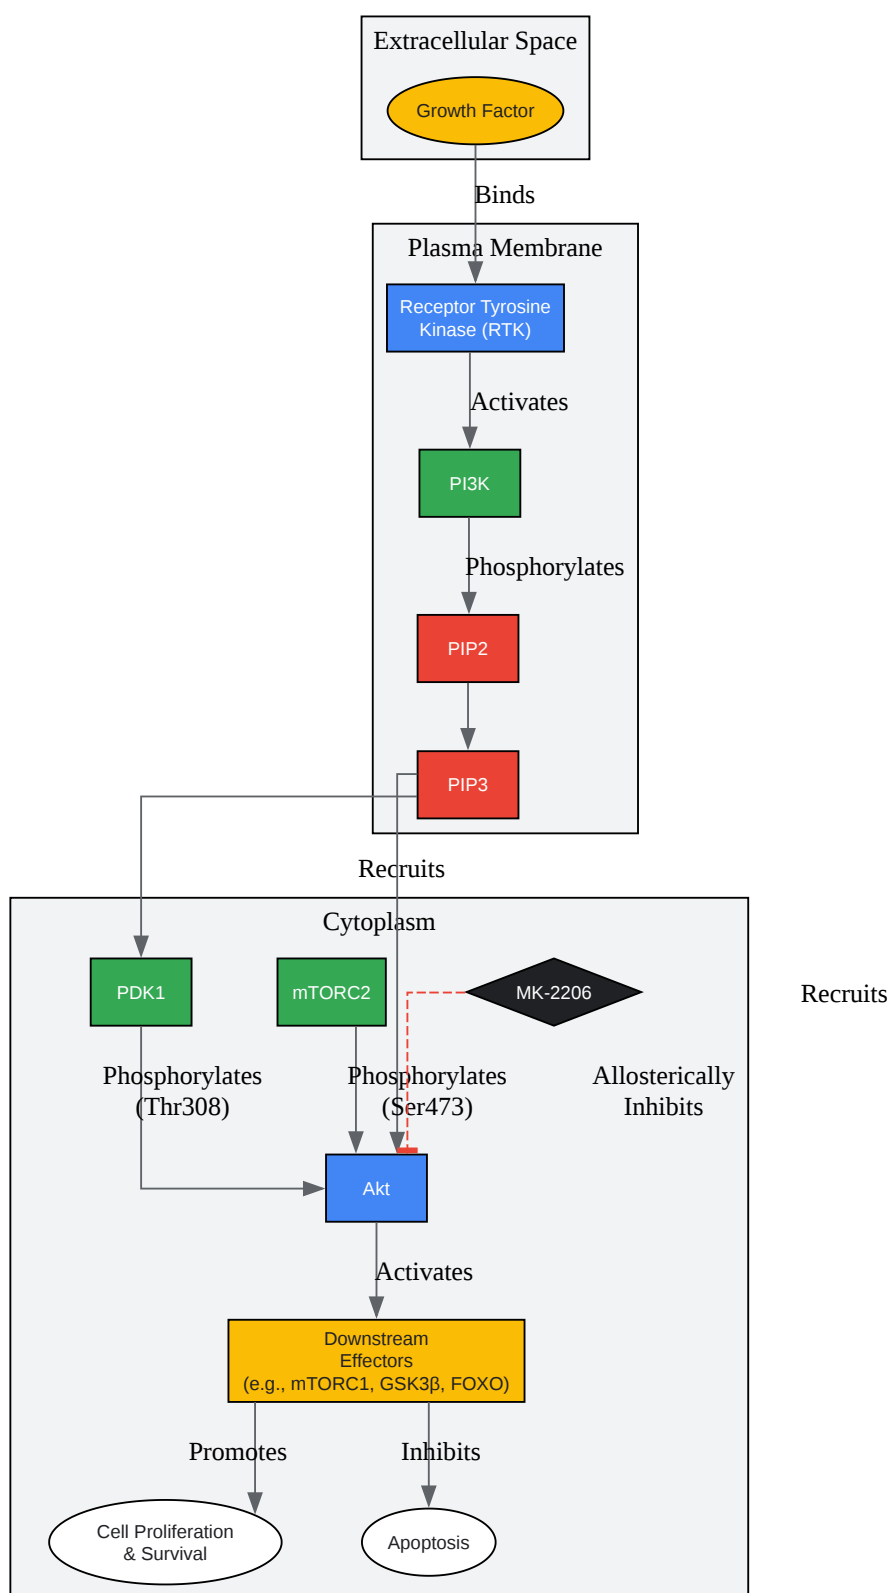 Extracellular Space
Growth Factor
Binds
Plasma Membrane
Receptor Tyrosine
Kinase (RTK)
Activates
PI3K
Phosphorylates
PIP2
PIP3
Recruits
Cytoplasm
PDK1
mTORC2
MK-2206
Recruits
Phosphorylates
(Thr308)
Phosphorylates
(Ser473)
Allosterically
Inhibits
Akt
Activates
Downstream
Effectors
(e.g., mTORC1, GSK3β, FOXO)
Promotes
Inhibits
Cell Proliferation
& Survival
Apoptosis